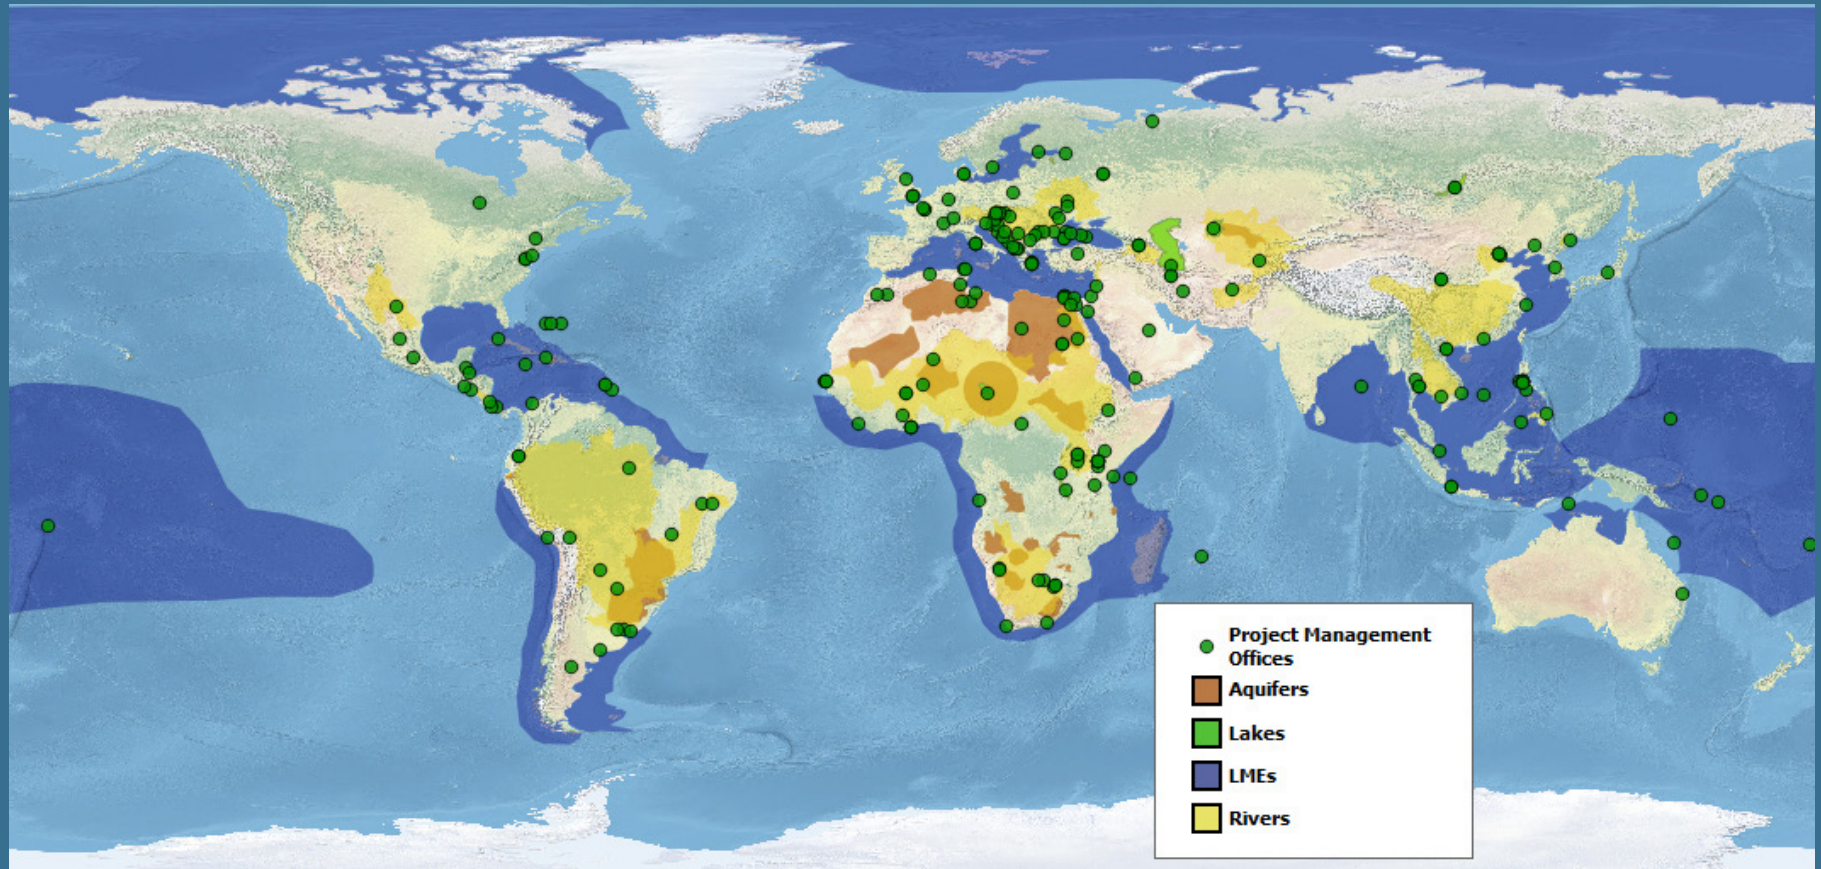 Project Management
Offices
Aquifers
Lakes
LMEs
Rivers